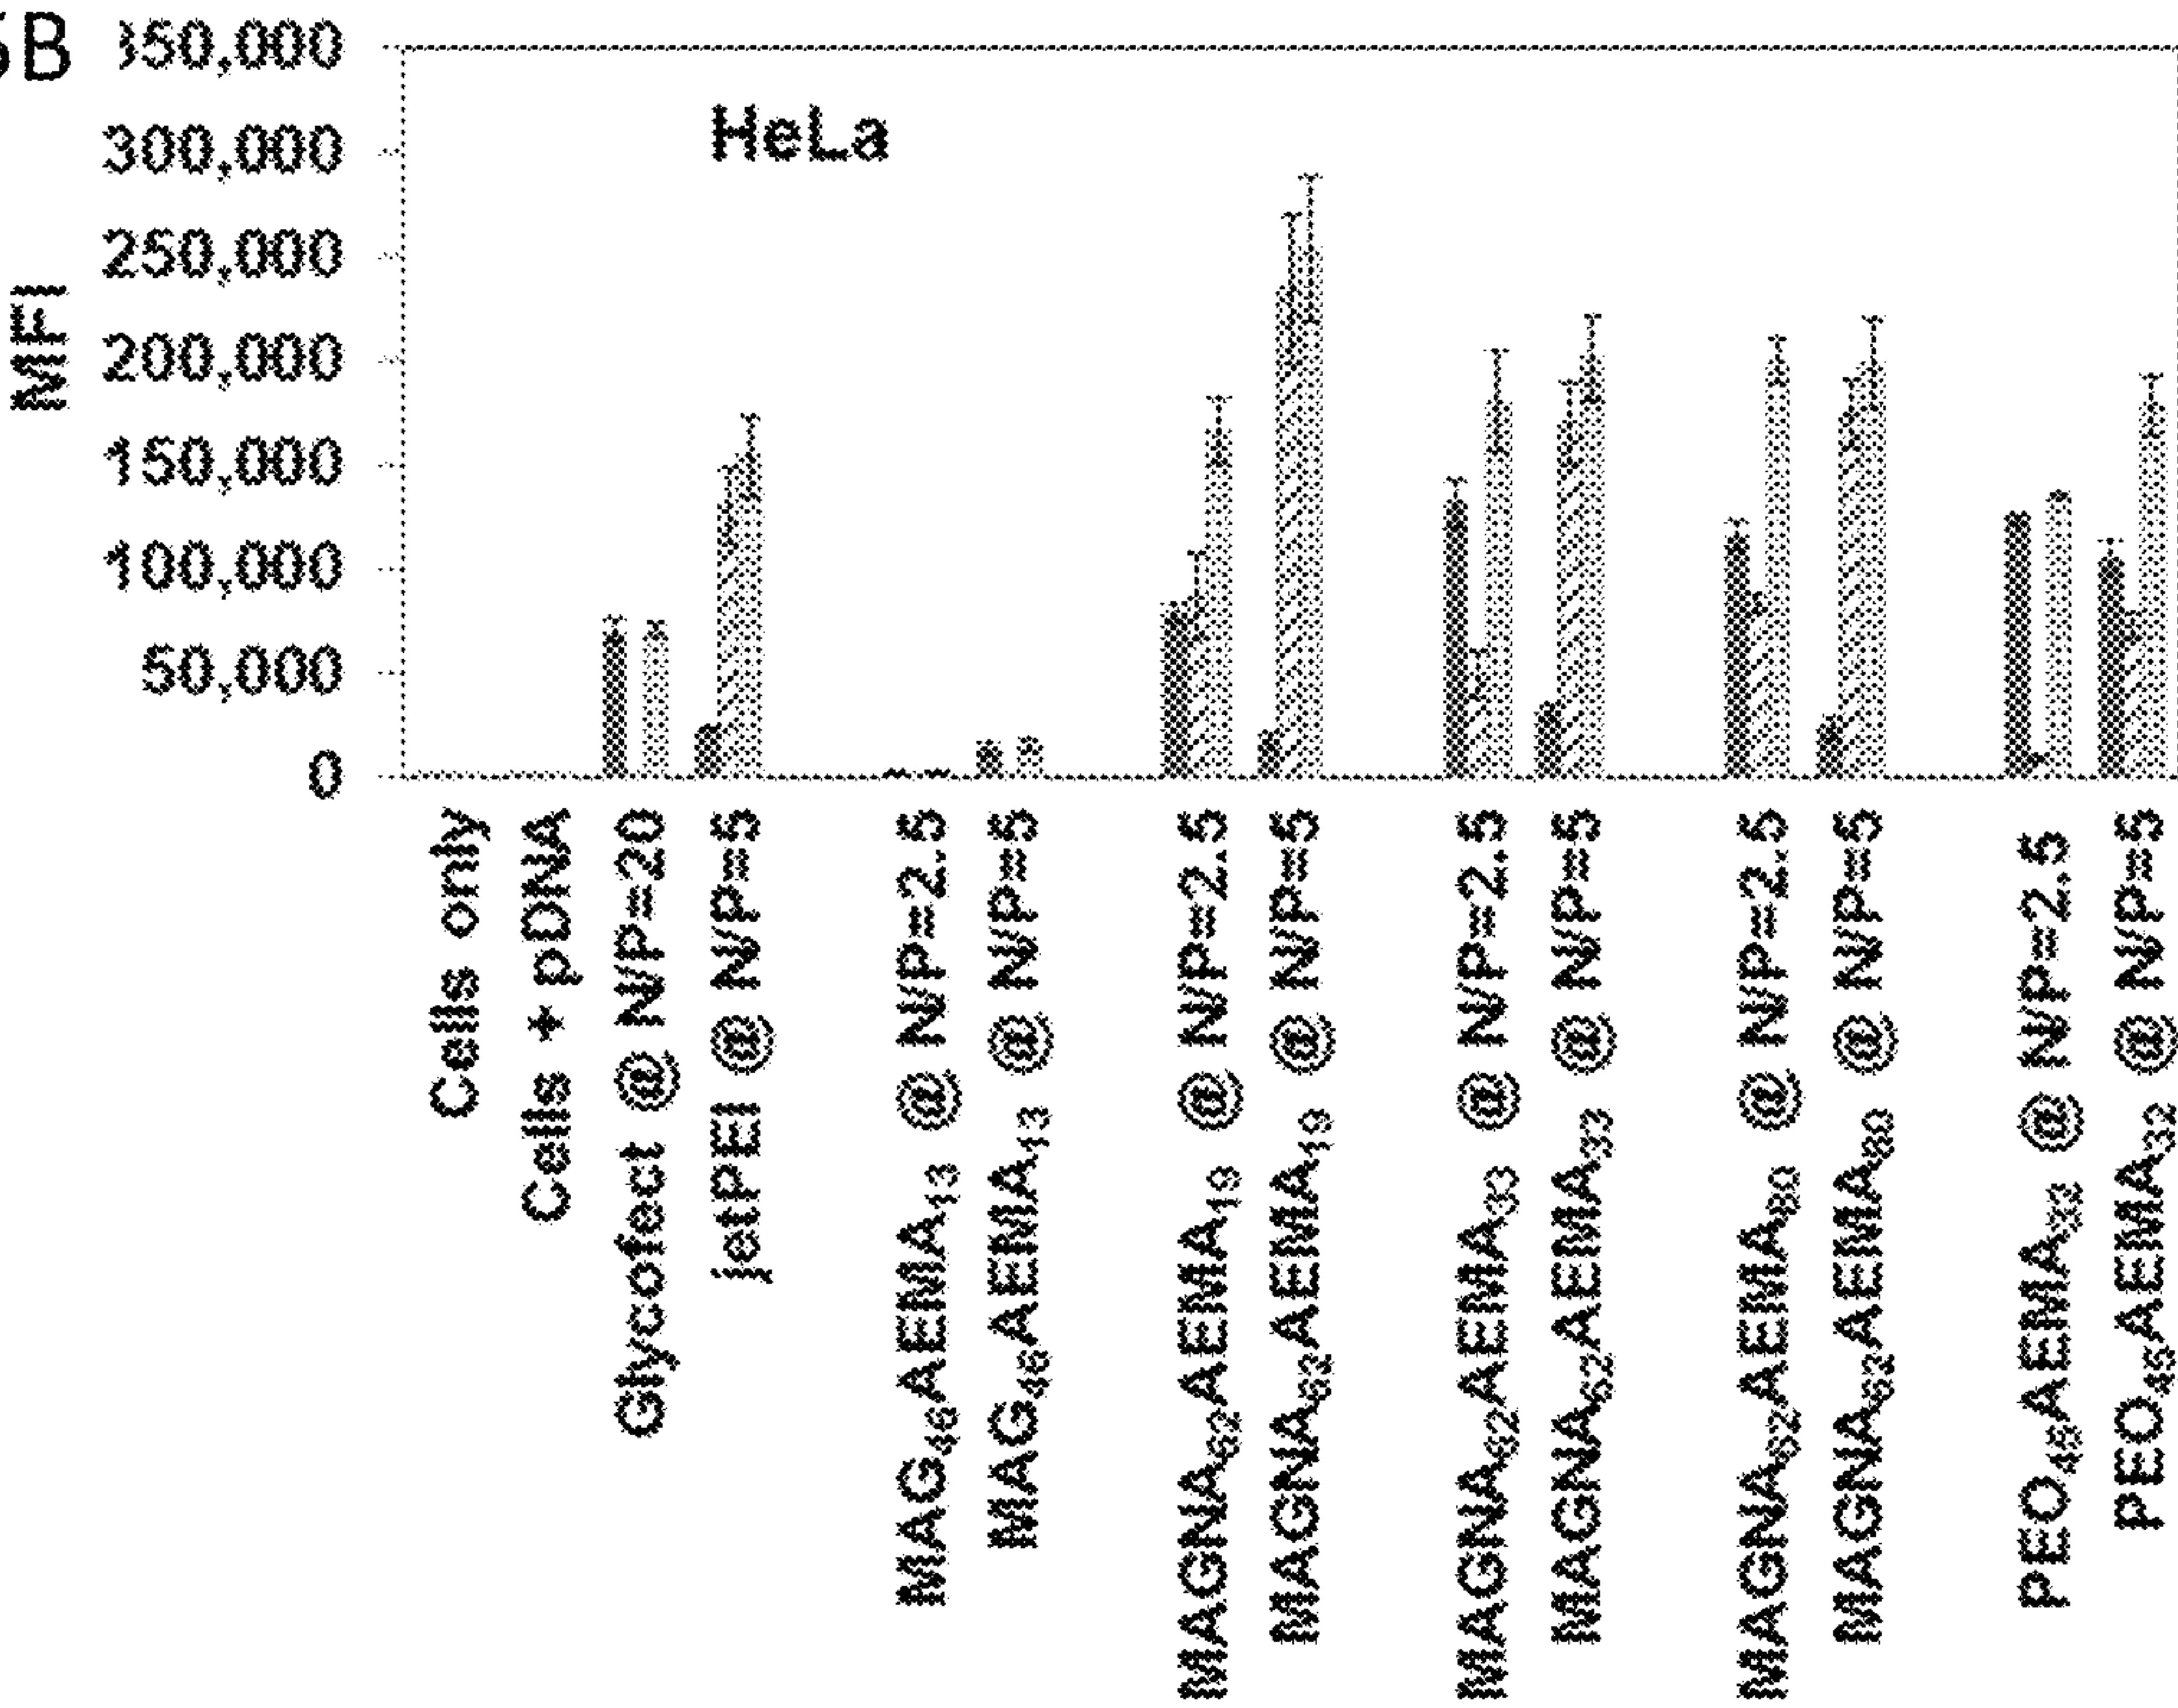 5B
350,000
300,000
250,000
200,000
150,000
100,000
50,000
0
MFI
HeLa
Cells only
Cells + pDNA
Glycofect @ N/P=20
jetPEI @ N/P=5
MAG46AEMA13 @ N/P=2.5
MAG46AEMA13 @ N/P=5
MAGNA62AEMA19 @ N/P=2.5
MAGNA62AEMA19 @ N/P=5
MAGNA62AEMA33 @ N/P=2.5
MAGNA62AEMA33 @ N/P=5
MAGNA62AEMA80 @ N/P=2.5
MAGNA62AEMA80 @ N/P=5
PEO45AEMA33 @ N/P=2.5
PEO45AEMA32 @ N/P=5